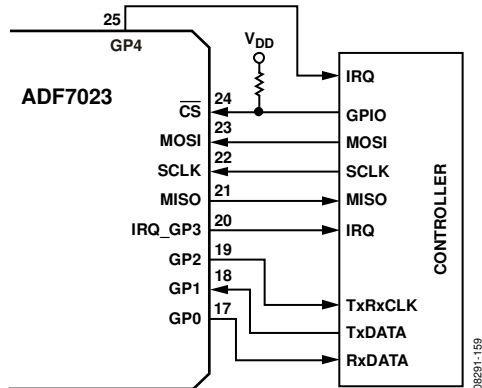 25
GP4
ADF7023
CS
24
MOSI
23
SCLK
22
MISO
21
IRQ_GP3
20
GP2
19
GP1
18
GP0
17
VDD
IRQ
GPIO
MOSI
SCLK
MISO
IRQ
TxRxCLK
TxDATA
RxDATA
CONTROLLER
08291-159